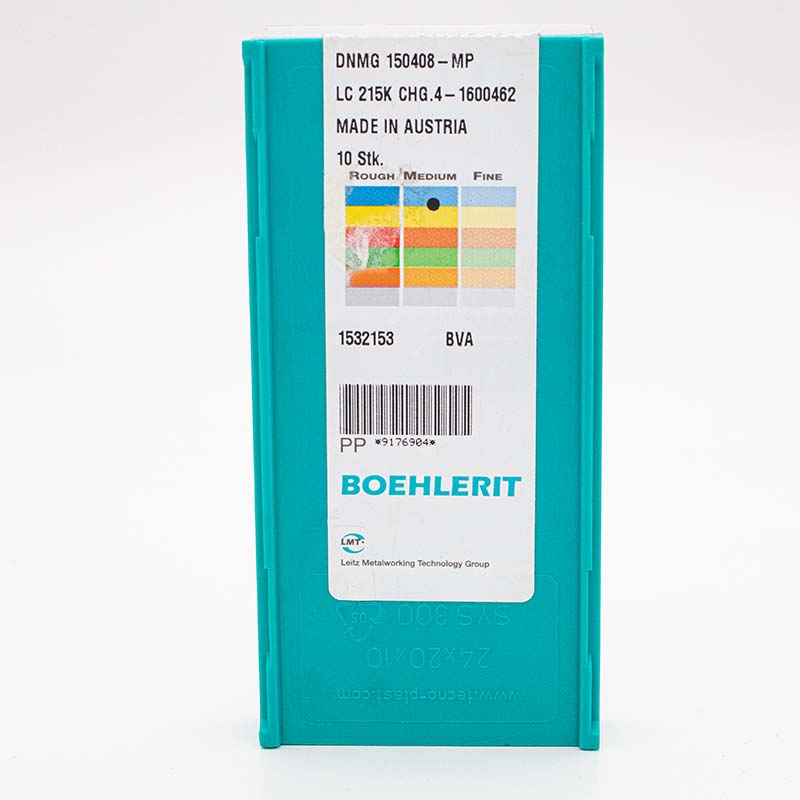 DNMG 150408-MP
LC 215K CHG.4-1600462
MADE IN AUSTRIA
10 Stk.
ROUGH MEDIUM FINE
1532153 BVA
PP *9176904*
BOEHLERIT
LMT
Leitz Metalworking Technology Group
SYS 300 05
24x20x10
www.tecno-plast.com